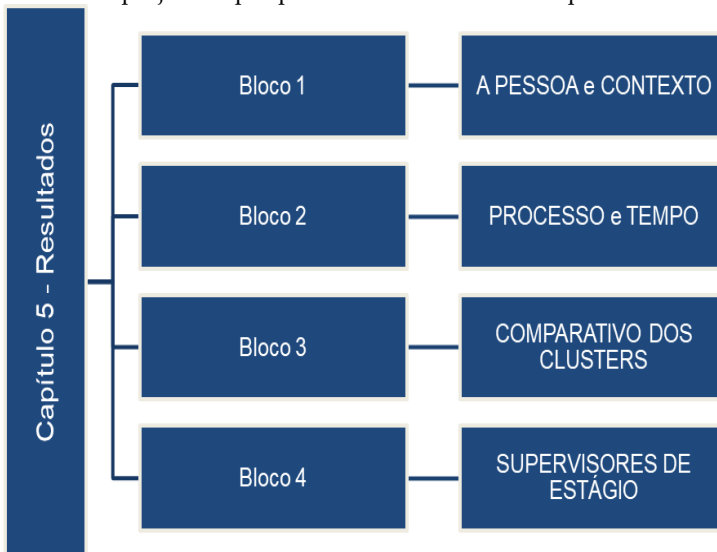 Capítulo 5 - Resultados
Bloco 1
A PESSOA e CONTEXTO
Bloco 2
PROCESSO e TEMPO
Bloco 3
COMPARATIVO DOS
CLUSTERS
Bloco 4
SUPERVISORES DE
ESTÁGIO